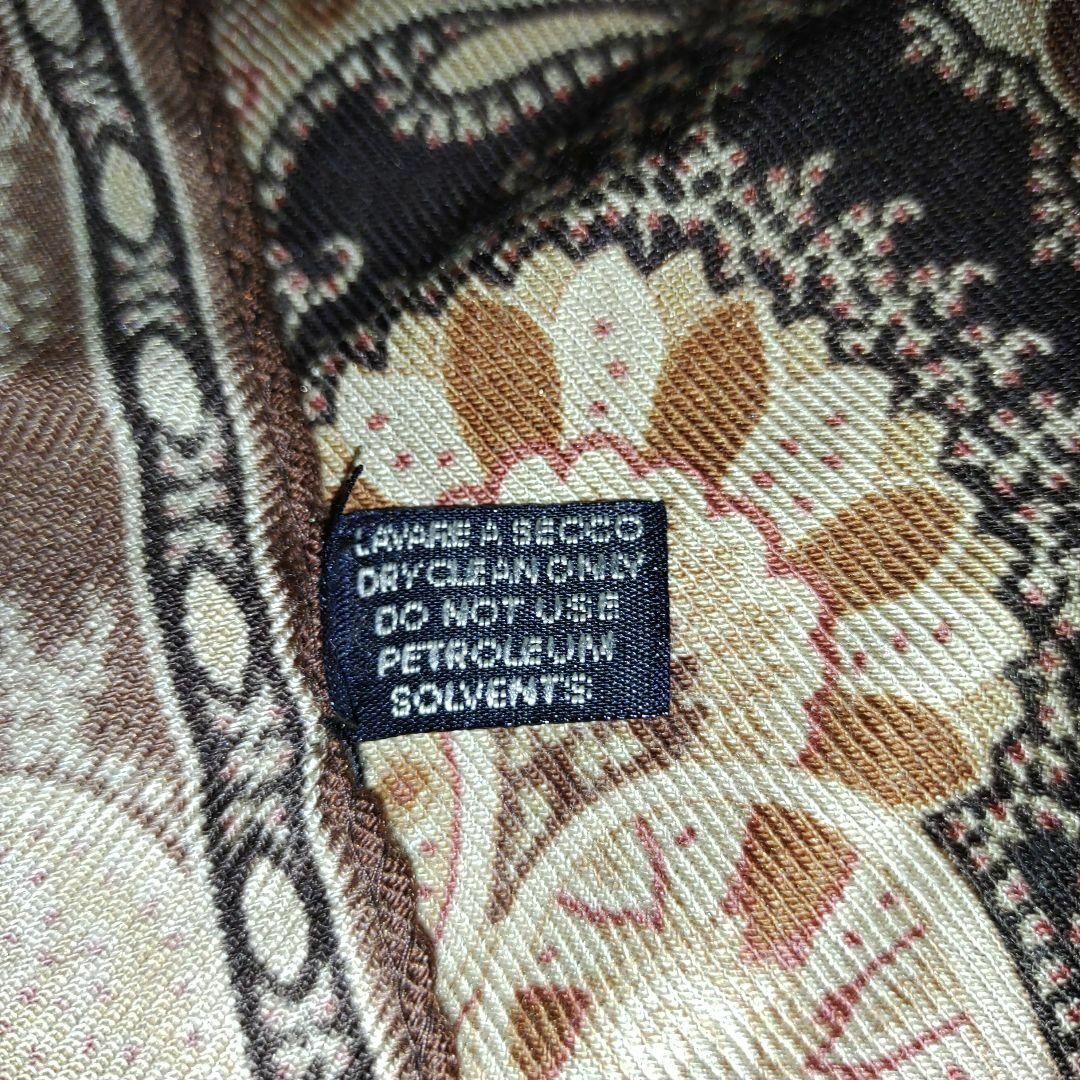 LAVARE A SECCO
DRY CLEAN ONLY
DO NOT USE
PETROLEUM
SOLVENTS